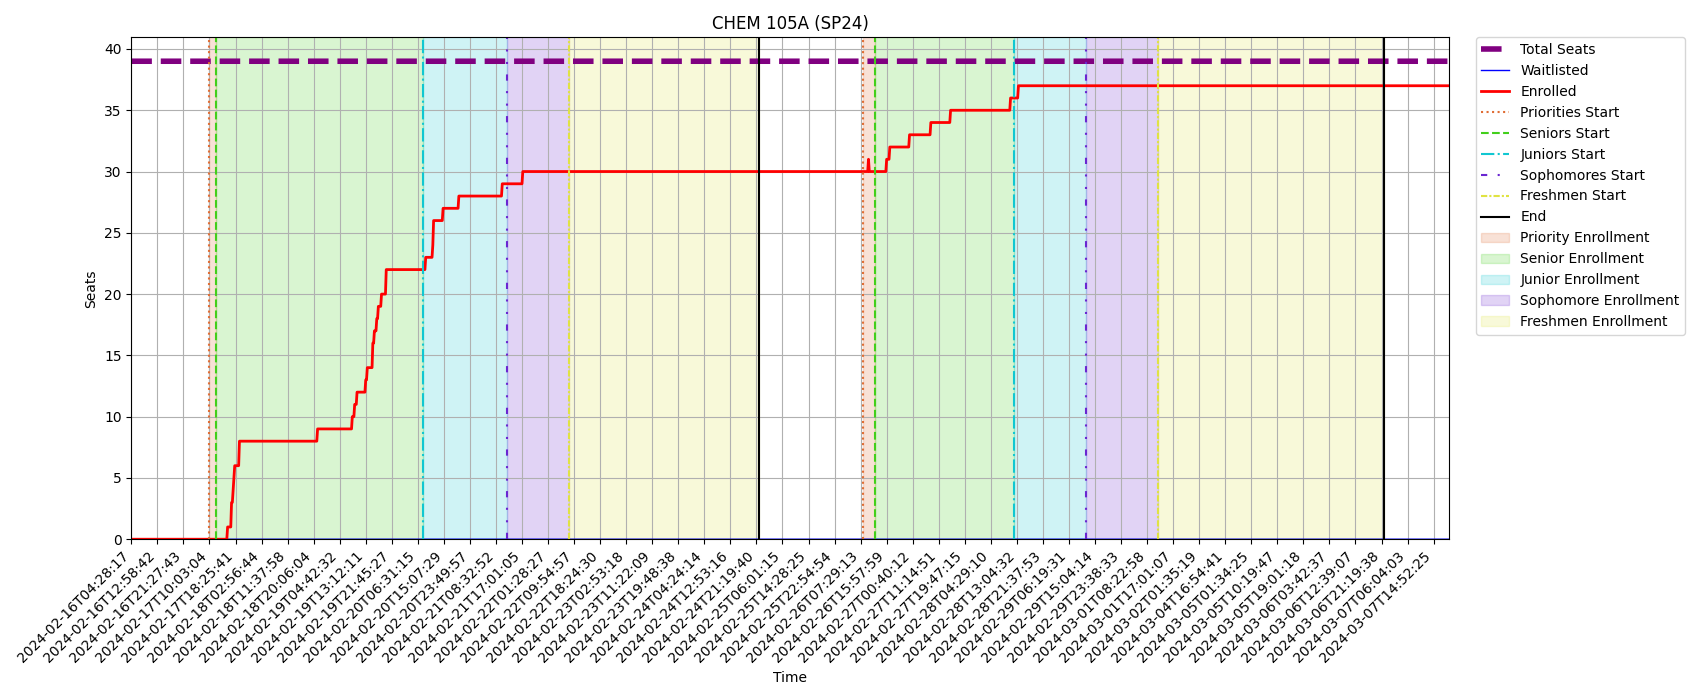 CHEM 105A (SP24)
40
35
30
25
20
15
10
5
0
Seats
2024-02-16T04:28:17
2024-02-16T12:58:42
2024-02-16T21:27:43
2024-02-17T10:03:04
2024-02-17T18:25:41
2024-02-18T02:56:44
2024-02-18T11:37:58
2024-02-18T20:06:04
2024-02-19T04:42:32
2024-02-19T13:12:11
2024-02-19T21:45:27
2024-02-20T06:31:15
2024-02-20T15:07:29
2024-02-20T23:49:57
2024-02-21T08:32:52
2024-02-21T17:01:05
2024-02-22T01:28:27
2024-02-22T09:54:57
2024-02-22T18:24:30
2024-02-23T02:53:18
2024-02-23T11:22:09
2024-02-23T19:48:38
2024-02-24T04:24:14
2024-02-24T12:53:16
2024-02-24T21:19:40
2024-02-25T06:01:15
2024-02-25T14:28:25
2024-02-25T22:54:54
2024-02-26T07:29:13
2024-02-26T15:57:59
2024-02-27T00:40:12
2024-02-27T11:14:51
2024-02-27T19:47:15
2024-02-28T04:29:10
2024-02-28T13:04:32
2024-02-28T21:37:53
2024-02-29T06:19:31
2024-02-29T15:04:14
2024-02-29T23:38:33
2024-03-01T08:22:58
2024-03-01T17:01:07
2024-03-02T01:35:19
2024-03-04T16:54:41
2024-03-05T01:34:25
2024-03-05T10:19:47
2024-03-05T19:01:18
2024-03-06T03:42:37
2024-03-06T12:39:07
2024-03-06T21:19:38
2024-03-07T06:04:03
2024-03-07T14:52:25
Time
Total Seats
Waitlisted
Enrolled
Priorities Start
Seniors Start
Juniors Start
Sophomores Start
Freshmen Start
End
Priority Enrollment
Senior Enrollment
Junior Enrollment
Sophomore Enrollment
Freshmen Enrollment